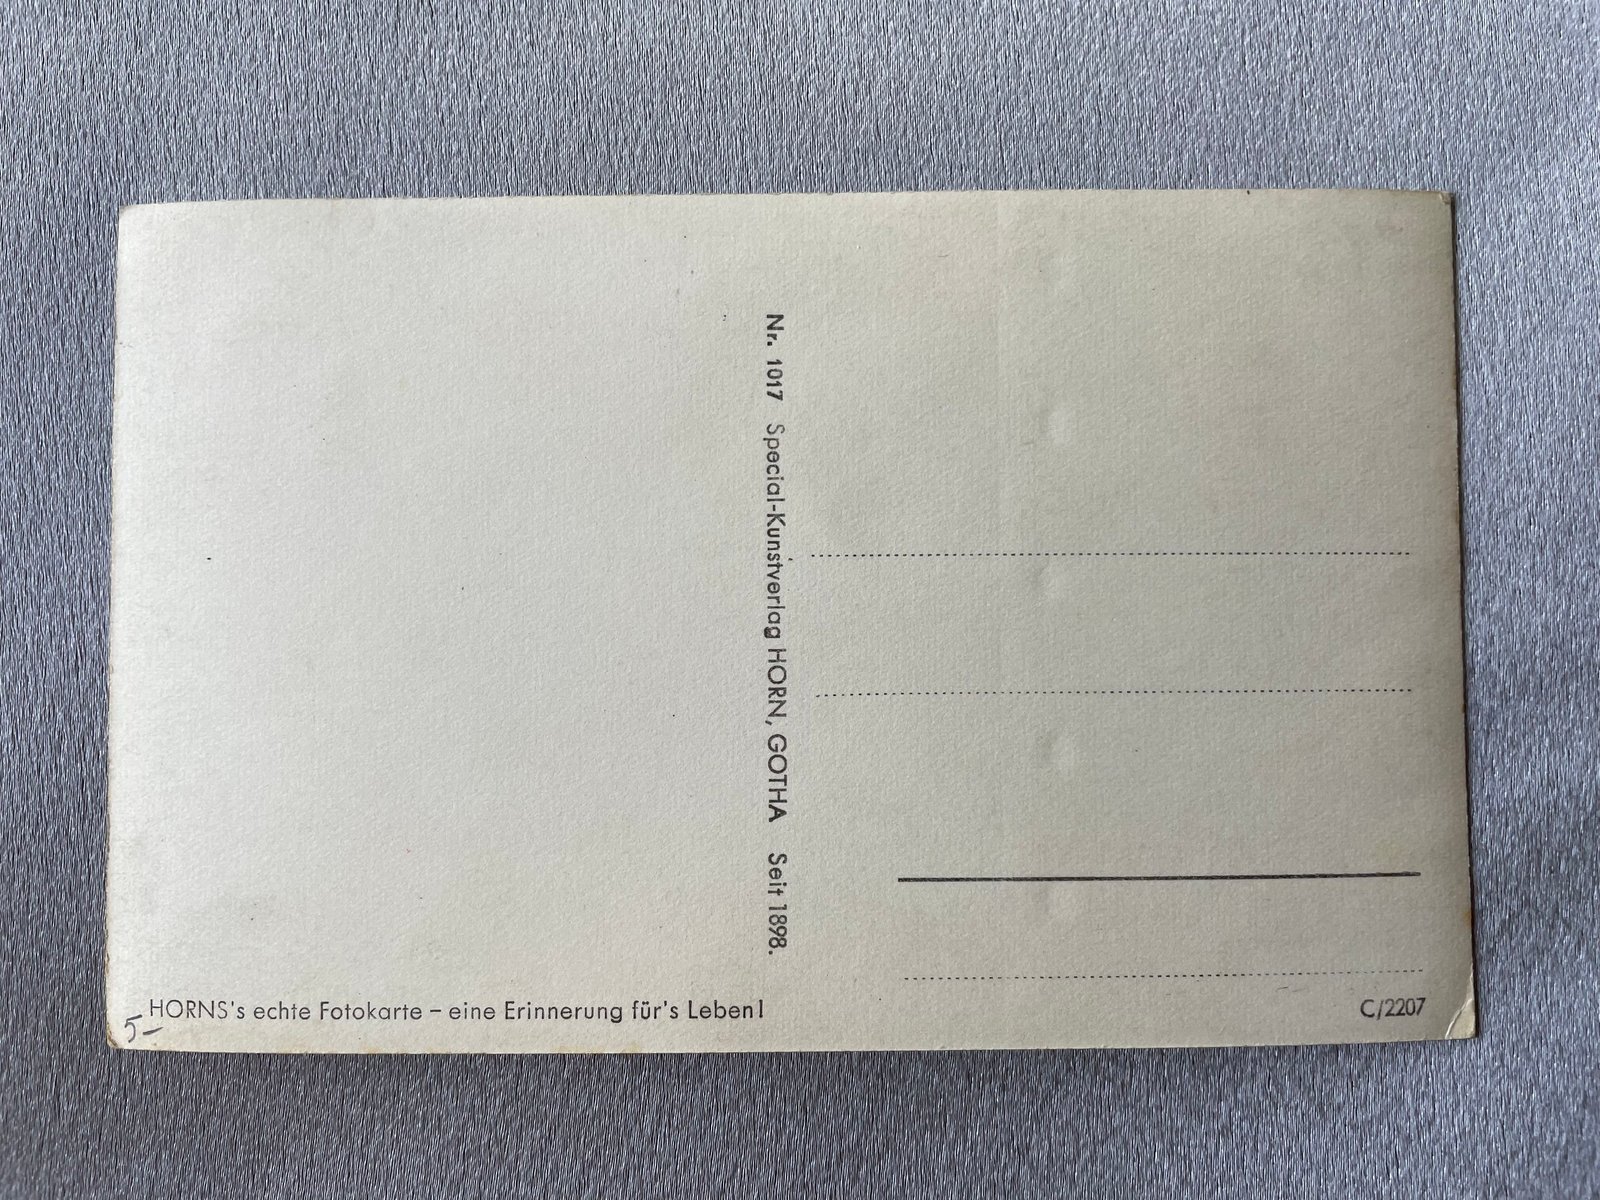 Nr. 1017 Special-Kunstverlag HORN, GOTHA Seit 1898.
HORNS's echte Fotokarte – eine Erinnerung für's Leben!
5–
C/2207